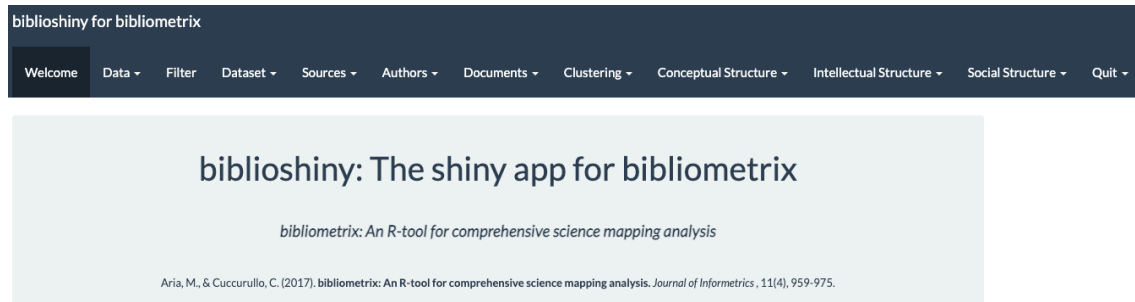 biblioshiny for bibliometrix
Welcome Data Filter Dataset Sources Authors Documents Clustering Conceptual Structure Intellectual Structure Social Structure Quit
biblioshiny: The shiny app for bibliometrix
bibliometrix: An R-tool for comprehensive science mapping analysis
Aria, M., & Cuccurullo, C. (2017). bibliometrix: An R-tool for comprehensive science mapping analysis. Journal of Informetrics , 11(4), 959-975.